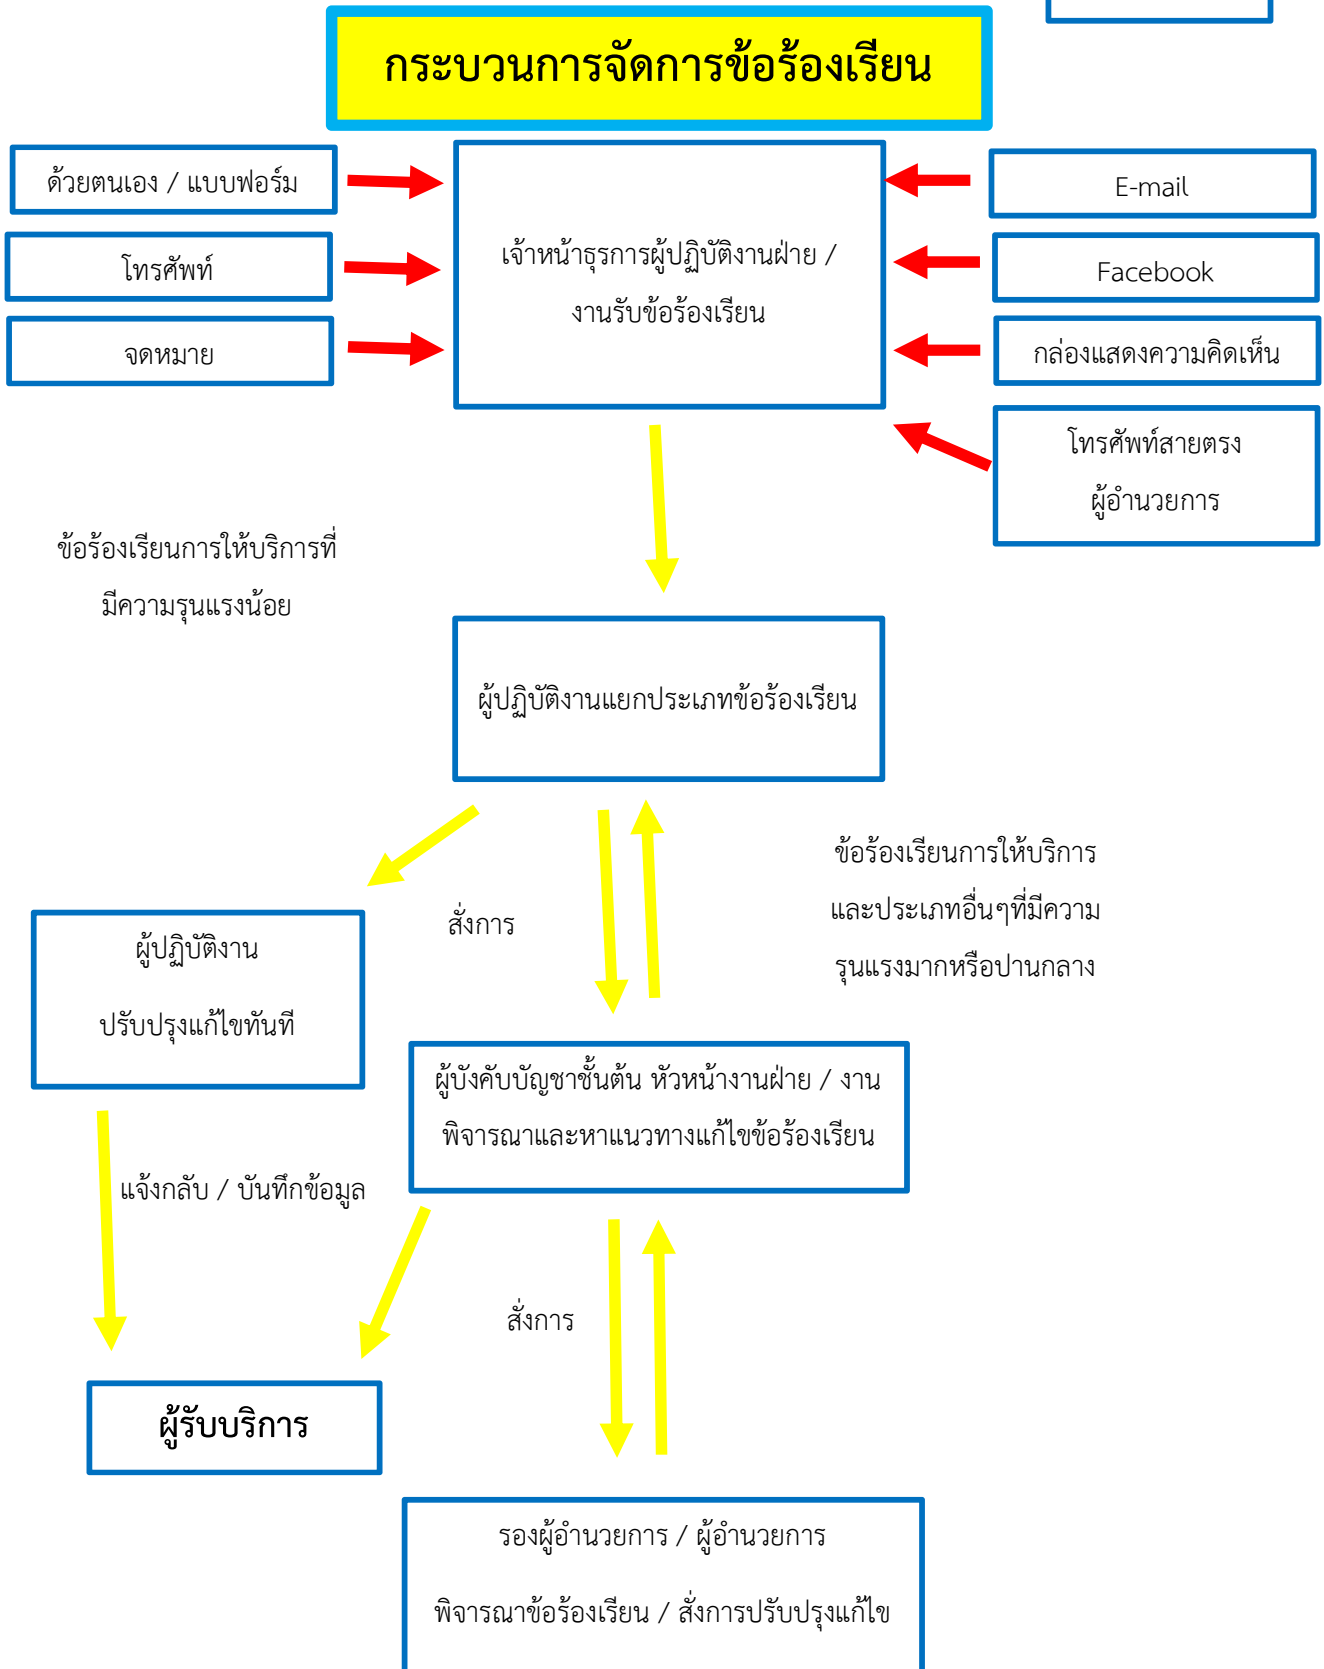 กระบวนการจัดการข้อร้องเรียน
ด้วยตนเอง / แบบฟอร์ม
โทรศัพท์
จดหมาย
เจ้าหน้าธุรการผู้ปฏิบัติงานฝ่าย /
งานรับข้อร้องเรียน
E-mail
Facebook
กล่องแสดงความคิดเห็น
โทรศัพท์สายตรง
ผู้อำนวยการ
ข้อร้องเรียนการให้บริการที่
มีความรุนแรงน้อย
ผู้ปฏิบัติงานแยกประเภทข้อร้องเรียน
ข้อร้องเรียนการให้บริการ
และประเภทอื่นๆที่มีความ
รุนแรงมากหรือปานกลาง
สั่งการ
ผู้ปฏิบัติงาน
ปรับปรุงแก้ไขทันที
ผู้บังคับบัญชาชั้นต้น หัวหน้างานฝ่าย / งาน
พิจารณาและหาแนวทางแก้ไขข้อร้องเรียน
แจ้งกลับ / บันทึกข้อมูล
สั่งการ
ผู้รับบริการ
รองผู้อำนวยการ / ผู้อำนวยการ
พิจารณาข้อร้องเรียน / สั่งการปรับปรุงแก้ไข